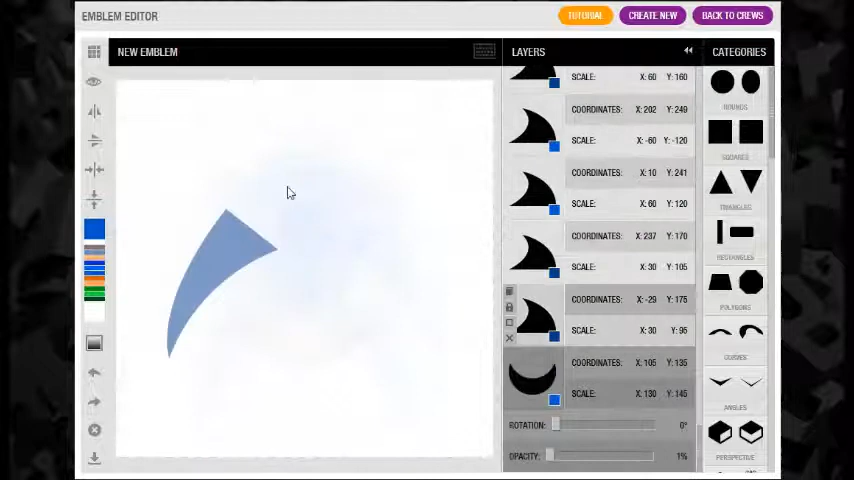 EMBLEM EDITOR
TUTORIAL
CREATE NEW
BACK TO CREWS
NEW EMBLEM
LAYERS
CATEGORIES
SCALE: X: 60 Y: 160
COORDINATES: X: 202 Y: 249
SCALE: X: -60 Y: -120
COORDINATES: X: 10 Y: 241
SCALE: X: 60 Y: 120
COORDINATES: X: 237 Y: 170
SCALE: X: 30 Y: 105
COORDINATES: X: -29 Y: 175
SCALE: X: 30 Y: 95
COORDINATES: X: 105 Y: 135
SCALE: X: 130 Y: 145
ROTATION: 0°
OPACITY: 1%
ROUNDS
SQUARES
TRIANGLES
RECTANGLES
POLYGONS
CURVES
ANGLES
PERSPECTIVE